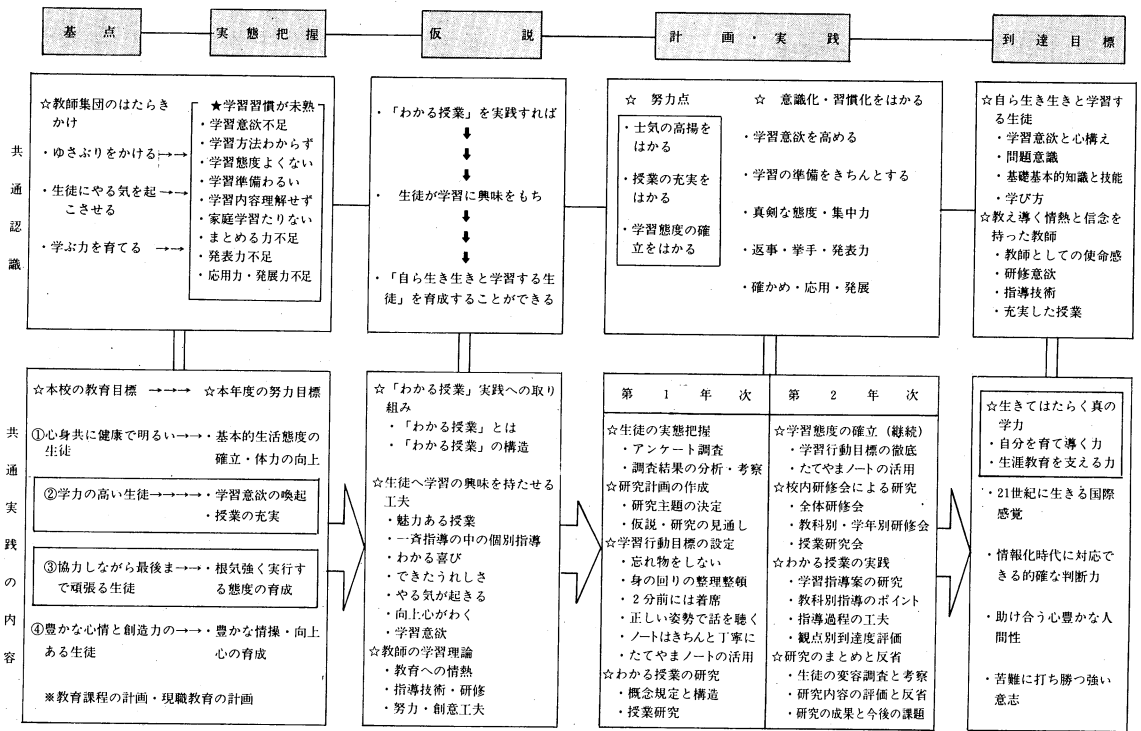 基点
実態把握
仮説
計画・実践
到達目標
共通認識
☆教師集団のはたらき
かけ
・ゆさぶりをかける→→
・生徒にやる気を起→→
こさせる
・学ぶ力を育てる →→
★学習習慣が未熟
・学習意欲不足
・学習方法わからず
・学習態度よくない
・学習準備わるい
・学習内容理解せず
・家庭学習たりない
・まとめる力不足
・発表力不足
・応用力・発展力不足
・「わかる授業」を実践すれば
・生徒が学習に興味をもち
・「自ら生き生きと学習する生
徒」を育成することができる
☆ 努力点
・士気の高揚を
はかる
・授業の充実を
はかる
・学習態度の確
立をはかる
☆ 意識化・習慣化をはかる
・学習意欲を高める
・学習の準備をきちんとする
・真剣な態度・集中力
・返事・挙手・発表力
・確かめ・応用・発展
☆自ら生き生きと学習す
る生徒
・学習意欲と心構え
・問題意識
・基礎基本的知識と技能
・学び方
☆教え導く情熱と信念を
持った教師
・教師としての使命感
・研修意欲
・指導技術
・充実した授業
共通実践の内容
☆本校の教育目標 →→→ ☆本年度の努力目標
①心身共に健康で明るい→→・基本的生活態度の
生徒 確立・体力の向上
②学力の高い生徒→→→→・学習意欲の喚起
・授業の充実
③協力しながら最後ま→→・根気強く実行す
で頑張る生徒 る態度の育成
④豊かな心情と創造力の→→・豊かな情操・向上
ある生徒 心の育成
※教育課程の計画・現職教育の計画
☆「わかる授業」実践への取り
組み
・「わかる授業」とは
・「わかる授業」の構造
☆生徒へ学習の興味を持たせる
工夫
・魅力ある授業
・一斉指導の中の個別指導
・わかる喜び
・できたうれしさ
・やる気が起きる
・向上心がわく
・学習意欲
☆教師の学習理論
・教育への情熱
・指導技術・研修
・努力・創意工夫
第1年次
☆生徒の実態把握
・アンケート調査
・調査結果の分析・考察
☆研究計画の作成
・研究主題の決定
・仮説・研究の見通し
☆学習行動目標の設定
・忘れ物をしない
・身の回りの整理整頓
・2分前には着席
・正しい姿勢で話を聴く
・ノートはきちんと丁寧に
・たてやまノートの活用
☆わかる授業の研究
・概念規定と構造
・授業研究
第2年次
☆学習態度の確立(継続)
・学習行動目標の徹底
・たてやまノートの活用
☆校内研修会による研究
・全体研修会
・教科別・学年別研修会
・授業研究会
☆わかる授業の実践
・学習指導案の研究
・教科別指導のポイント
・指導過程の工夫
・観点別到達度評価
☆研究のまとめと反省
・生徒の変容調査と考察
・研究内容の評価と反省
・研究の成果と今後の課題
☆生きてはたらく真の
学力
・自分を育て導く力
・生涯教育を支える力
・21世紀に生きる国際
感覚
・情報化時代に対応で
きる的確な判断力
・助け合う心豊かな人
間性
・苦難に打ち勝つ強い
意志